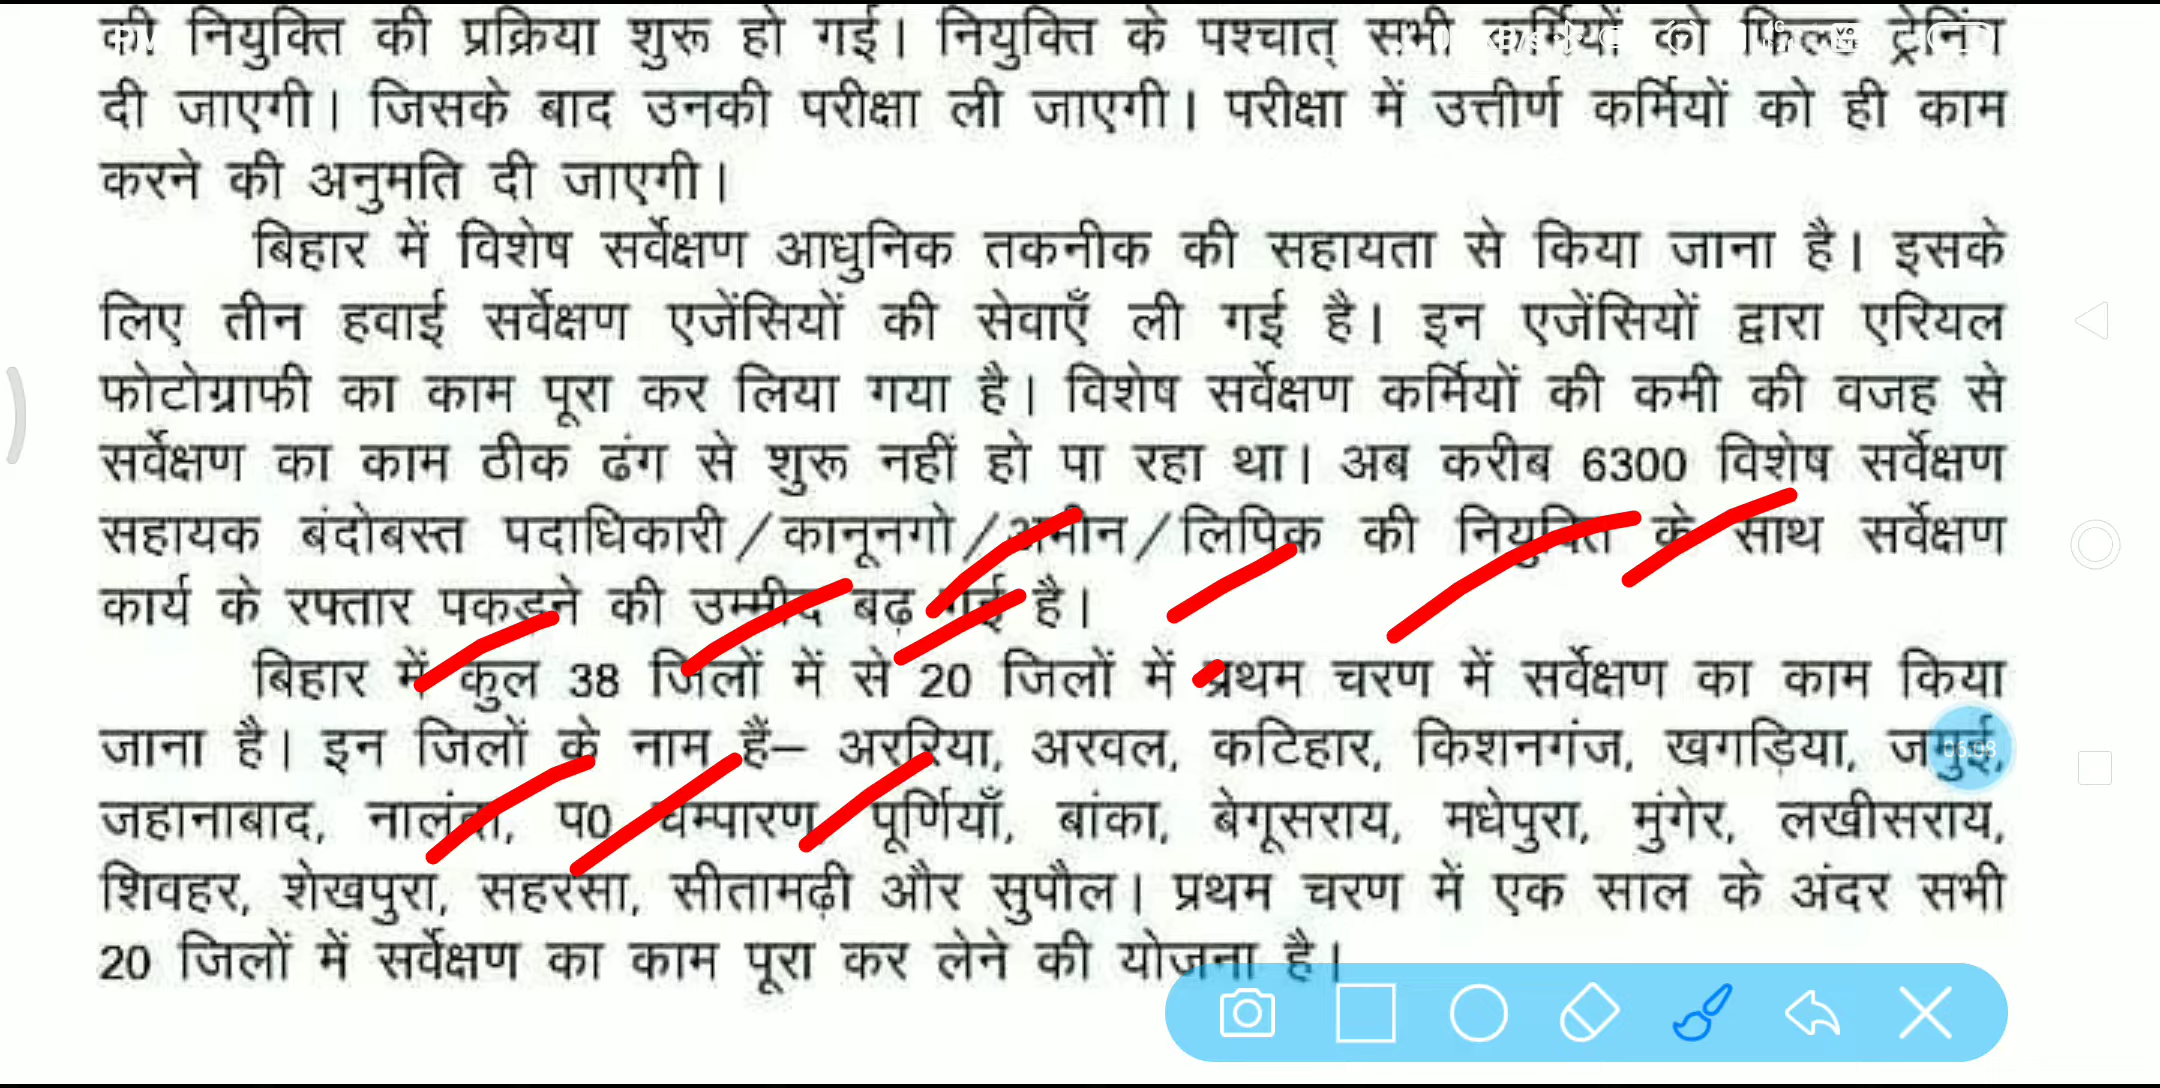 की नियुक्ति की प्रक्रिया शुरू हो गई। नियुक्ति के पश्चात् सभी कर्मियों को फिल्ड ट्रेनिंग
दी जाएगी। जिसके बाद उनकी परीक्षा ली जाएगी। परीक्षा में उत्तीर्ण कर्मियों को ही काम
करने की अनुमति दी जाएगी।
बिहार में विशेष सर्वेक्षण आधुनिक तकनीक की सहायता से किया जाना है। इसके
लिए तीन हवाई सर्वेक्षण एजेंसियों की सेवाएँ ली गई है। इन एजेंसियों द्वारा एरियल
फोटोग्राफी का काम पूरा कर लिया गया है। विशेष सर्वेक्षण कर्मियों की कमी की वजह से
सर्वेक्षण का काम ठीक ढंग से शुरू नहीं हो पा रहा था। अब करीब 6300 विशेष सर्वेक्षण
सहायक बंदोबस्त पदाधिकारी/कानूनगो/अमीन/लिपिक की नियुक्ति के साथ सर्वेक्षण
कार्य के रफ्तार पकड़ने की उम्मीद बढ़ गई है।
बिहार में कुल 38 जिलों में से 20 जिलों में प्रथम चरण में सर्वेक्षण का काम किया
जाना है। इन जिलों के नाम हैं– अररिया, अरवल, कटिहार, किशनगंज, खगड़िया, जमुई,
जहानाबाद, नालंदा, प0 चम्पारण, पूर्णियाँ, बांका, बेगूसराय, मधेपुरा, मुंगेर, लखीसराय,
शिवहर, शेखपुरा, सहरसा, सीतामढ़ी और सुपौल। प्रथम चरण में एक साल के अंदर सभी
20 जिलों में सर्वेक्षण का काम पूरा कर लेने की योजना है।